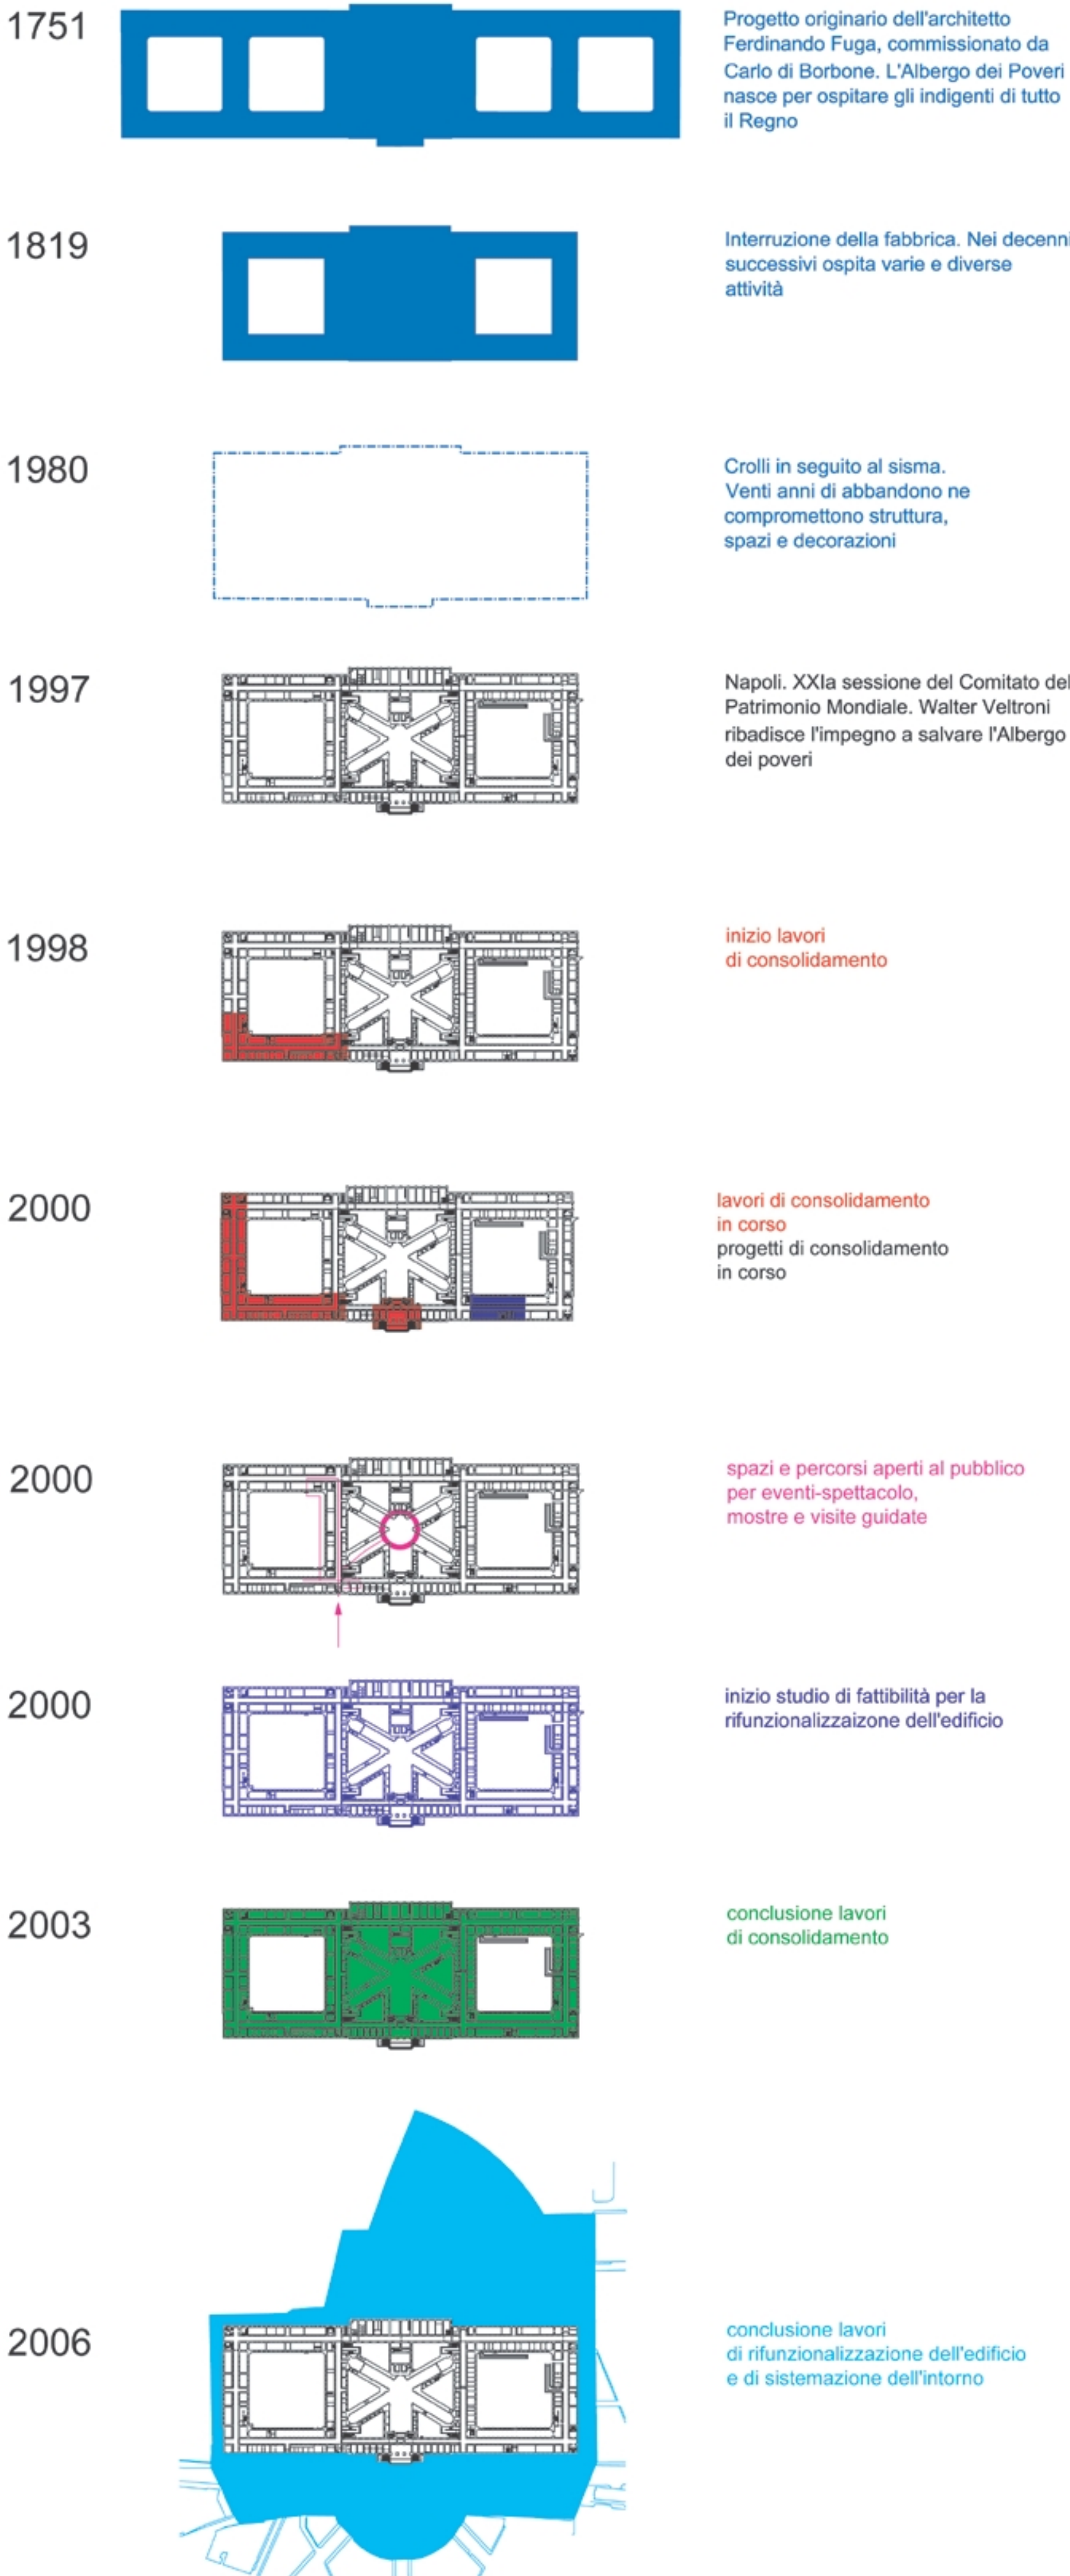 1751
Progetto originario dell'architetto
Ferdinando Fuga, commissionato da
Carlo di Borbone. L'Albergo dei Poveri
nasce per ospitare gli indigenti di tutto
il Regno
1819
Interruzione della fabbrica. Nei decenni
successivi ospita varie e diverse
attività
1980
Crolli in seguito al sisma.
Venti anni di abbandono ne
compromettono struttura,
spazi e decorazioni
1997
Napoli. XXIa sessione del Comitato del
Patrimonio Mondiale. Walter Veltroni
ribadisce l'impegno a salvare l'Albergo
dei poveri
1998
inizio lavori
di consolidamento
2000
lavori di consolidamento
in corso
progetti di consolidamento
in corso
2000
spazi e percorsi aperti al pubblico
per eventi-spettacolo,
mostre e visite guidate
2000
inizio studio di fattibilità per la
rifunzionalizzaizone dell'edificio
2003
conclusione lavori
di consolidamento
2006
conclusione lavori
di rifunzionalizzazione dell'edificio
e di sistemazione dell'intorno